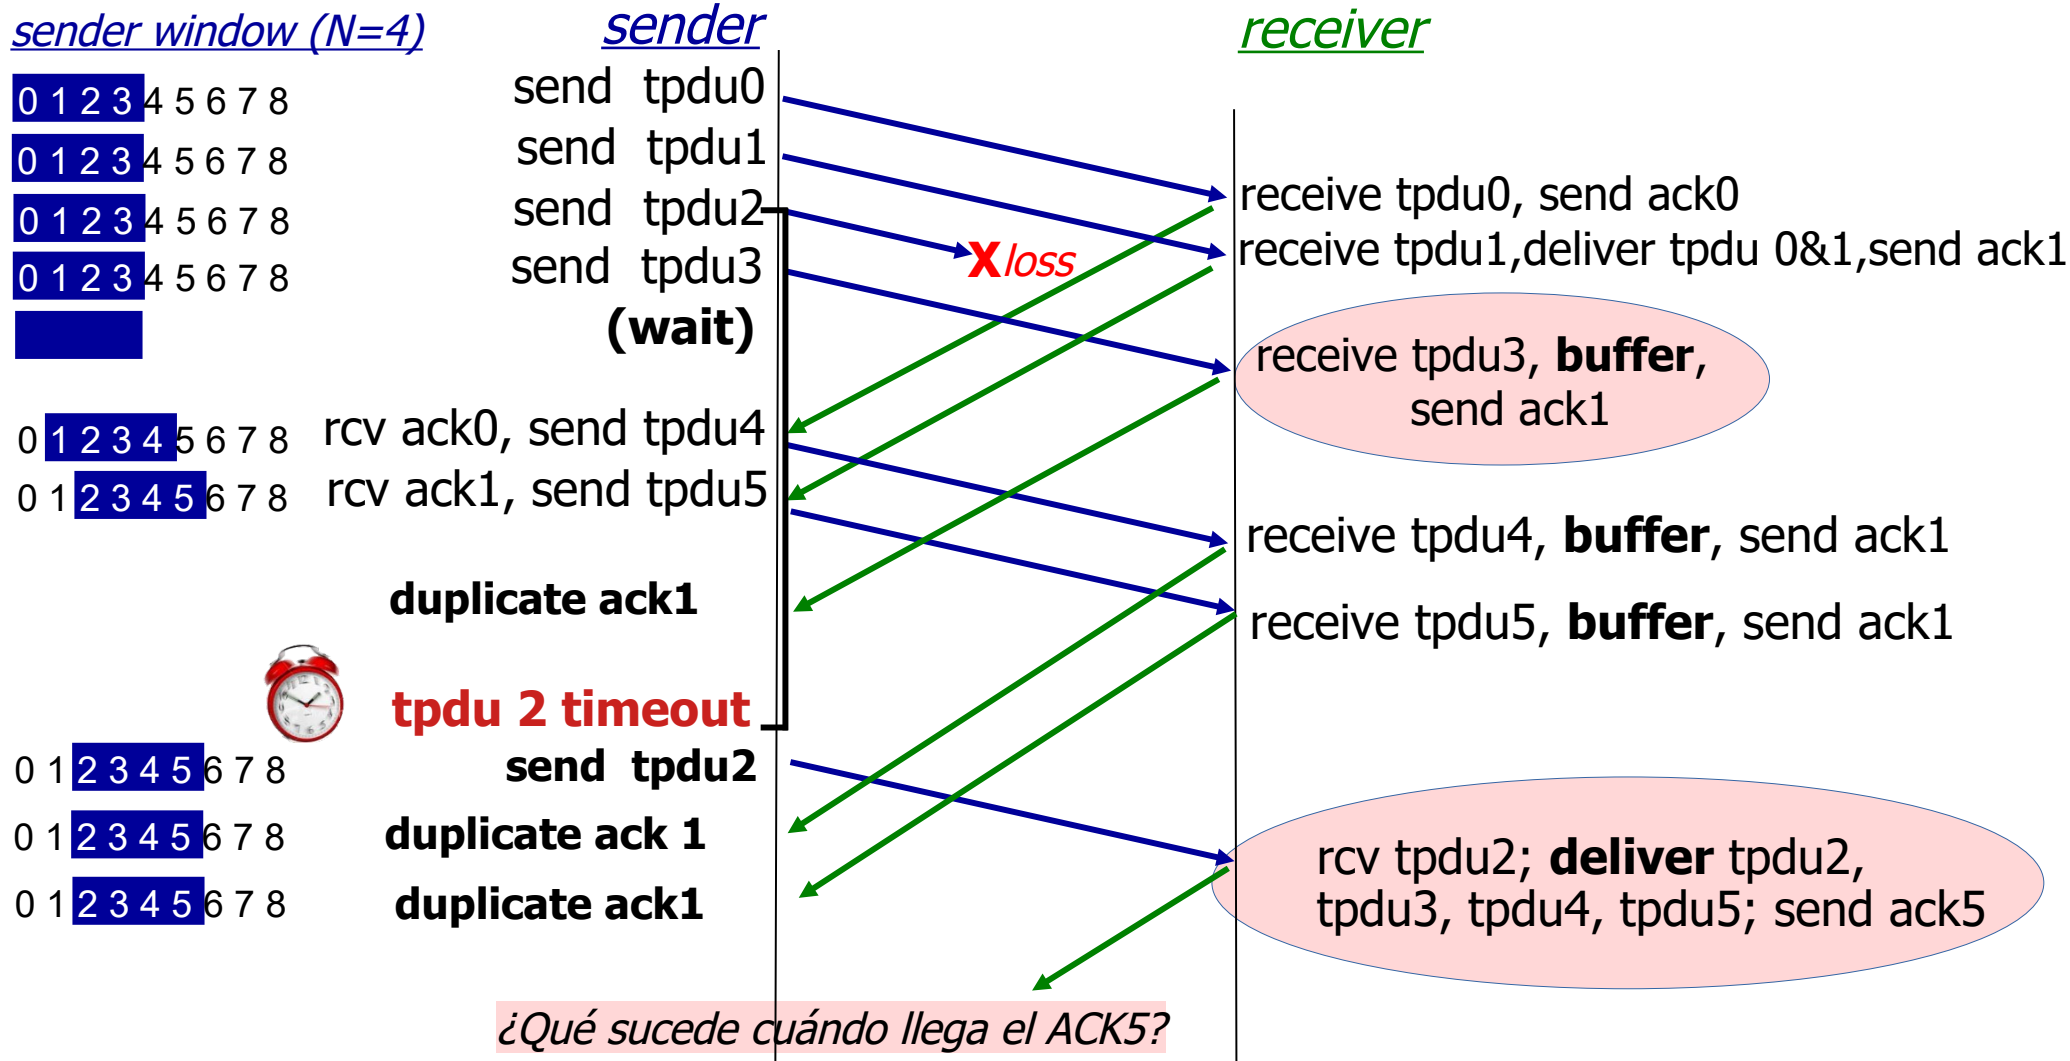 sender window (N=4)
sender
receiver
0 1 2 3 4 5 6 7 8
send tpdu0
0 1 2 3 4 5 6 7 8
send tpdu1
receive tpdu0, send ack0
0 1 2 3 4 5 6 7 8
send tpdu2
receive tpdu1,deliver tpdu 0&1,send ack1
X loss
0 1 2 3 4 5 6 7 8
send tpdu3
(wait)
receive tpdu3, buffer,
send ack1
0 1 2 3 4 5 6 7 8
rcv ack0, send tpdu4
0 1 2 3 4 5 6 7 8
rcv ack1, send tpdu5
receive tpdu4, buffer, send ack1
duplicate ack1
receive tpdu5, buffer, send ack1
tpdu 2 timeout
0 1 2 3 4 5 6 7 8
send tpdu2
0 1 2 3 4 5 6 7 8
duplicate ack 1
rcv tpdu2; deliver tpdu2,
tpdu3, tpdu4, tpdu5; send ack5
0 1 2 3 4 5 6 7 8
duplicate ack1
¿Qué sucede cuándo llega el ACK5?